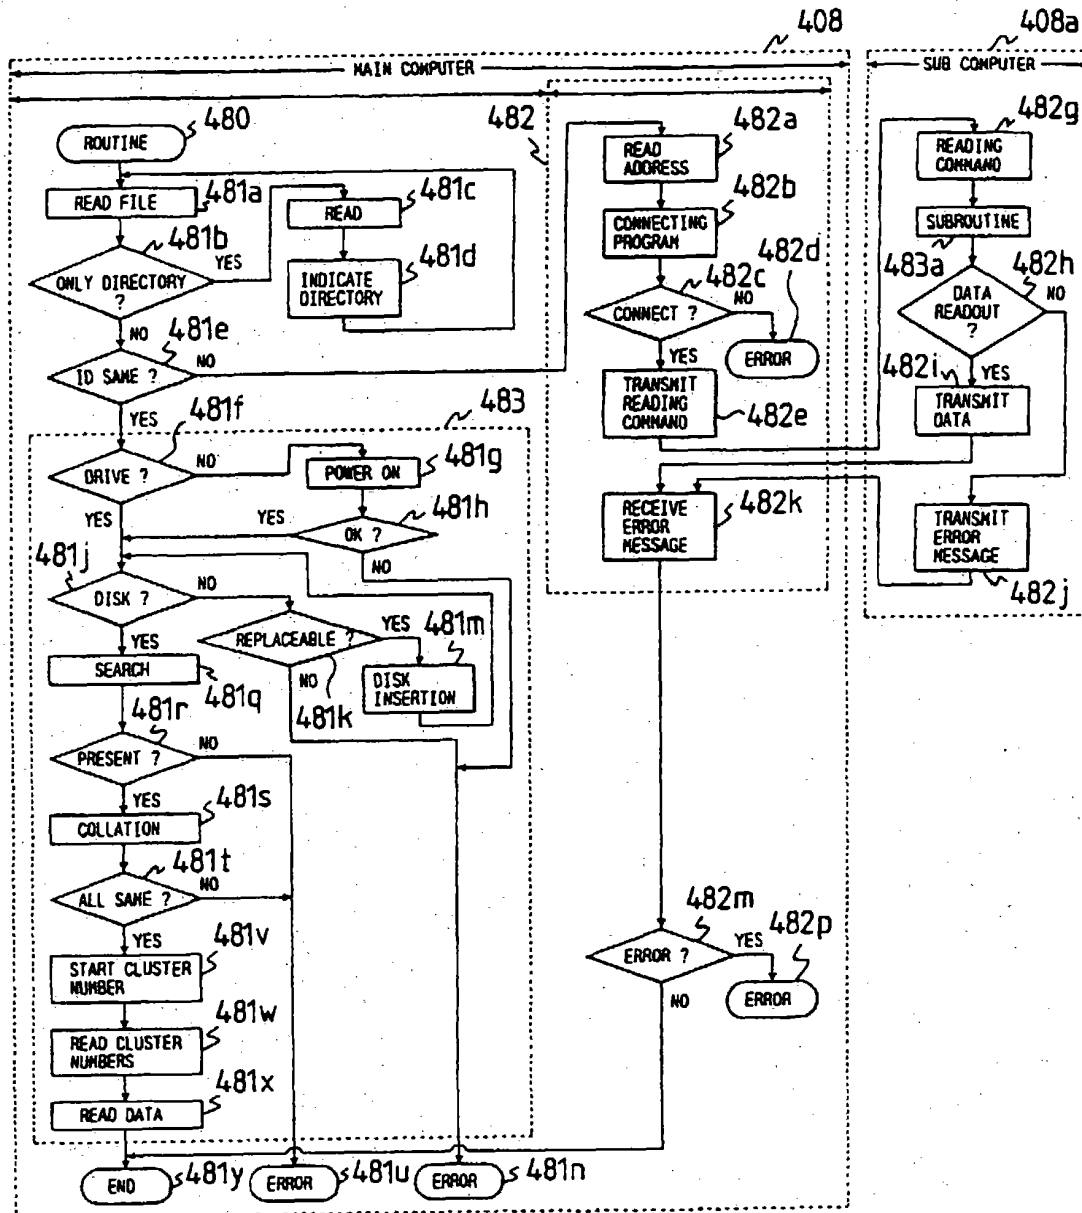 408
408a
MAIN COMPUTER
SUB COMPUTER
480
ROUTINE
READ FILE
481a
481b
ONLY DIRECTORY
?
YES
NO
481c
READ
481d
INDICATE
DIRECTORY
481e
ID SAME ?
NO
YES
482
482a
READ
ADDRESS
482b
CONNECTING
PROGRAM
482c
CONNECT ?
NO
YES
482d
ERROR
TRANSMIT
READING
COMMAND
482e
RECEIVE
ERROR
MESSAGE
482k
482g
READING
COMMAND
SUBROUTINE
483a
482h
DATA
READOUT
?
NO
YES
482i
TRANSMIT
DATA
TRANSMIT
ERROR
MESSAGE
482j
483
481f
DRIVE ?
NO
YES
POWER ON
481g
481h
OK ?
YES
NO
481j
DISK ?
NO
YES
REPLACEABLE ?
YES
NO
481k
481m
DISK
INSERTION
SEARCH
481q
481r
PRESENT ?
NO
YES
481s
COLLATION
481t
ALL SAME ?
NO
YES
481v
START CLUSTER
NUMBER
481w
READ CLUSTER
NUMBERS
481x
READ DATA
482m
ERROR ?
YES
NO
482p
ERROR
END
481y
ERROR
481u
ERROR
481n